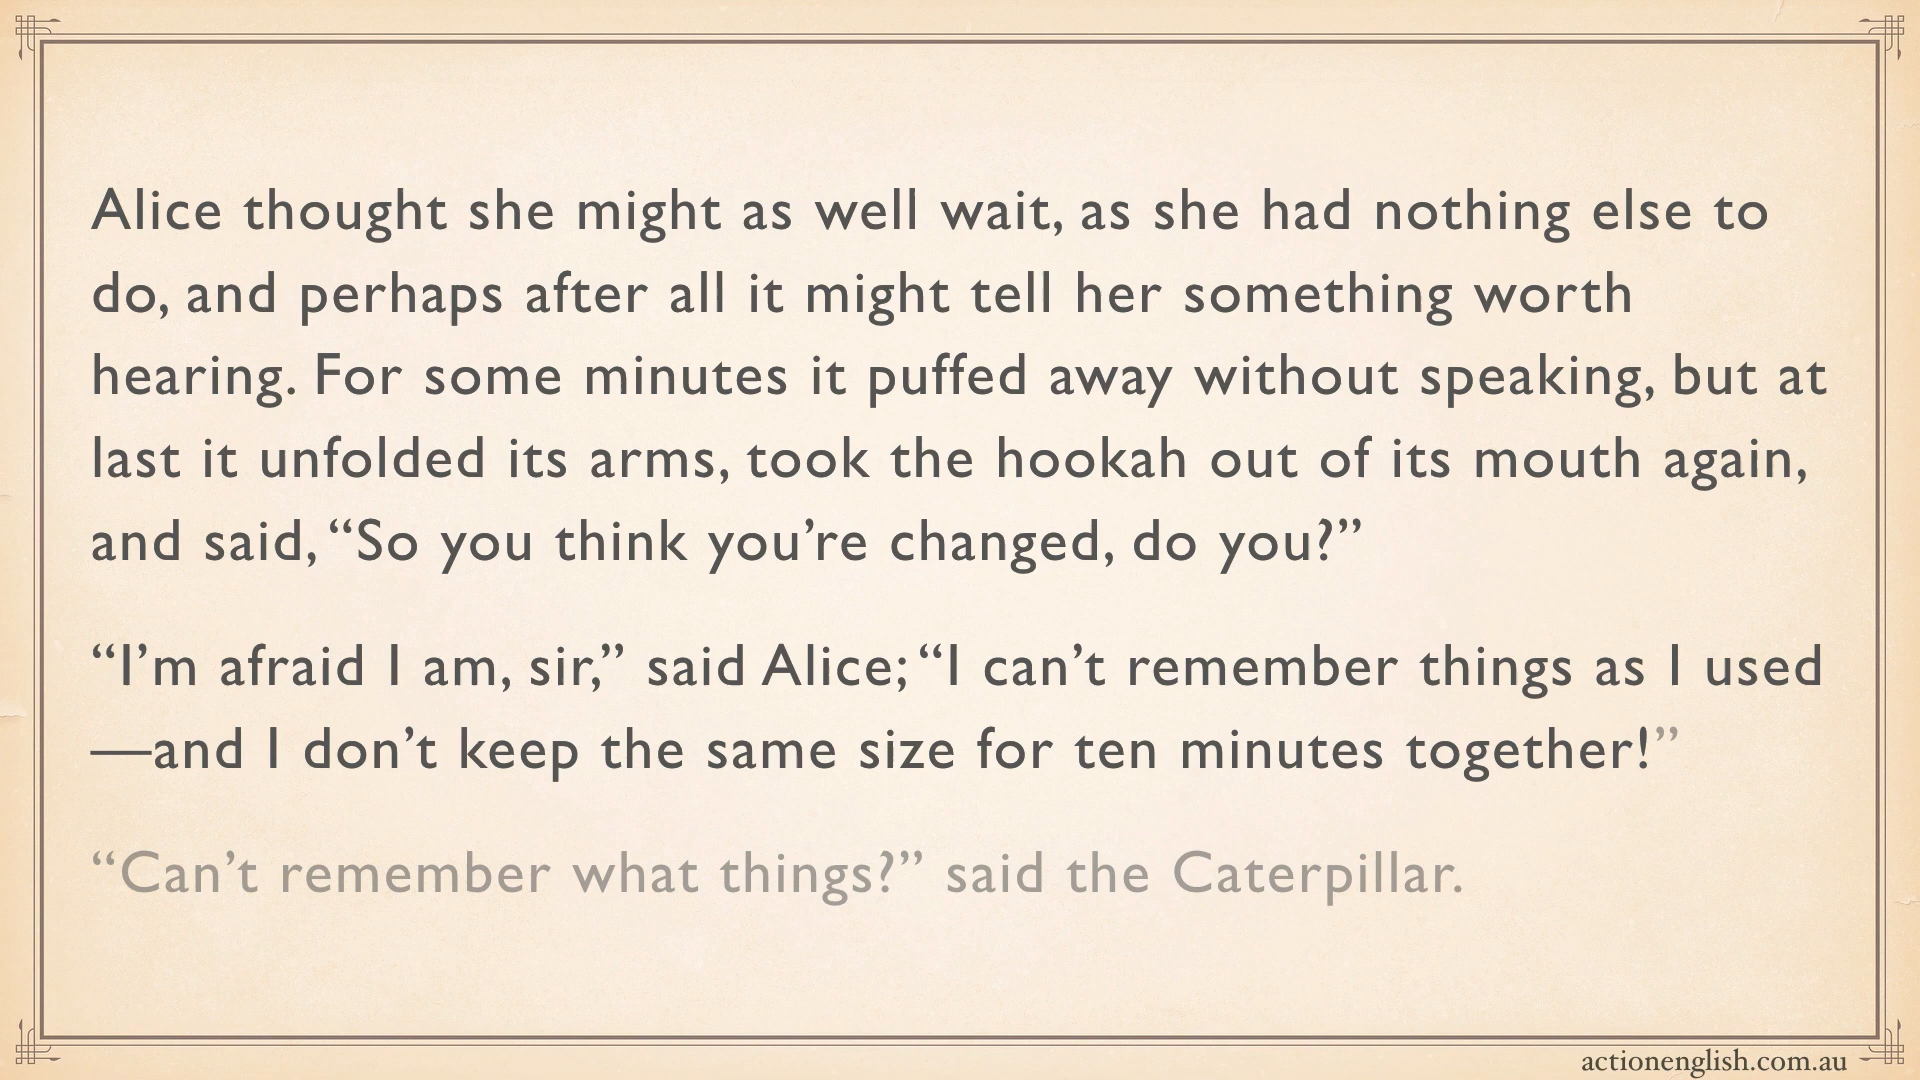 Alice thought she might as well wait, as she had nothing else to
do, and perhaps after all it might tell her something worth
hearing. For some minutes it puffed away without speaking, but at
last it unfolded its arms, took the hookah out of its mouth again,
and said, “So you think you’re changed, do you?”
“I’m afraid I am, sir,” said Alice; “I can’t remember things as I used
—and I don’t keep the same size for ten minutes together!”
“Can’t remember what things?” said the Caterpillar.
actionenglish.com.au